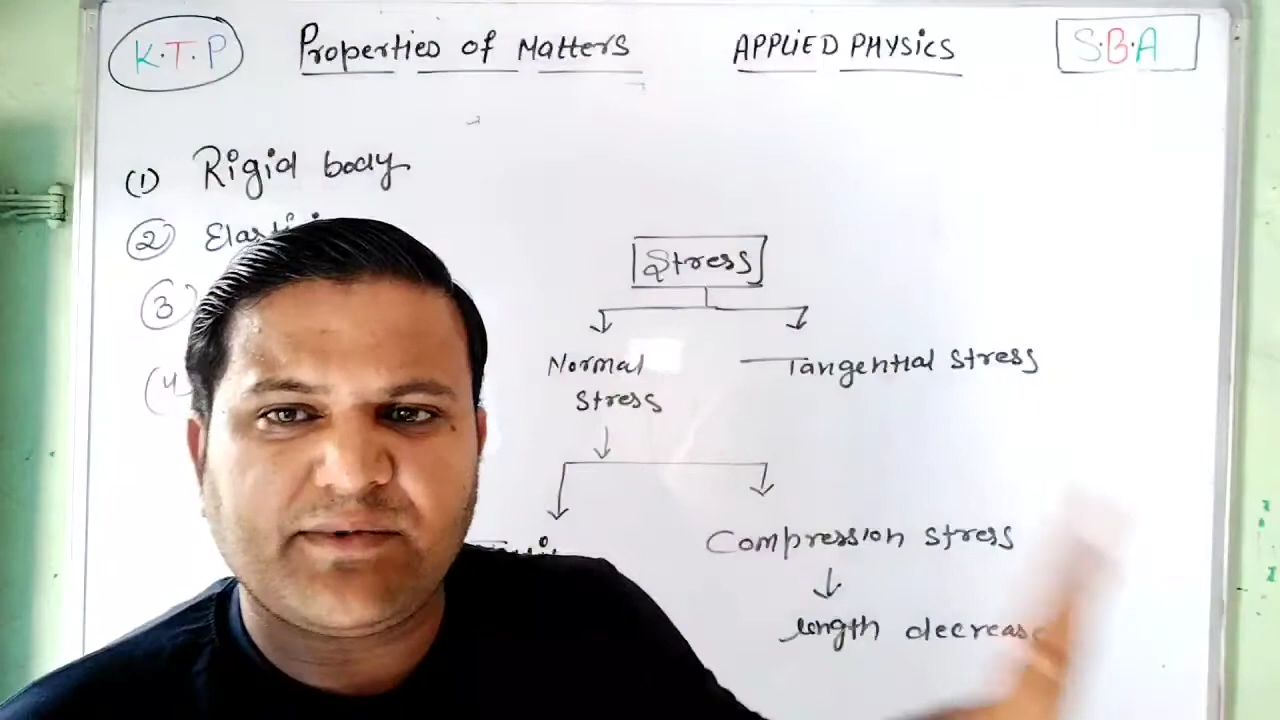 K.T.P
Properties of Matters
APPLIED PHYSICS
S.B.A
(1) Rigid body
(2)
(3)
(4)
Stress
Normal
Stress
Tangential stress
Compression stress
length decrease